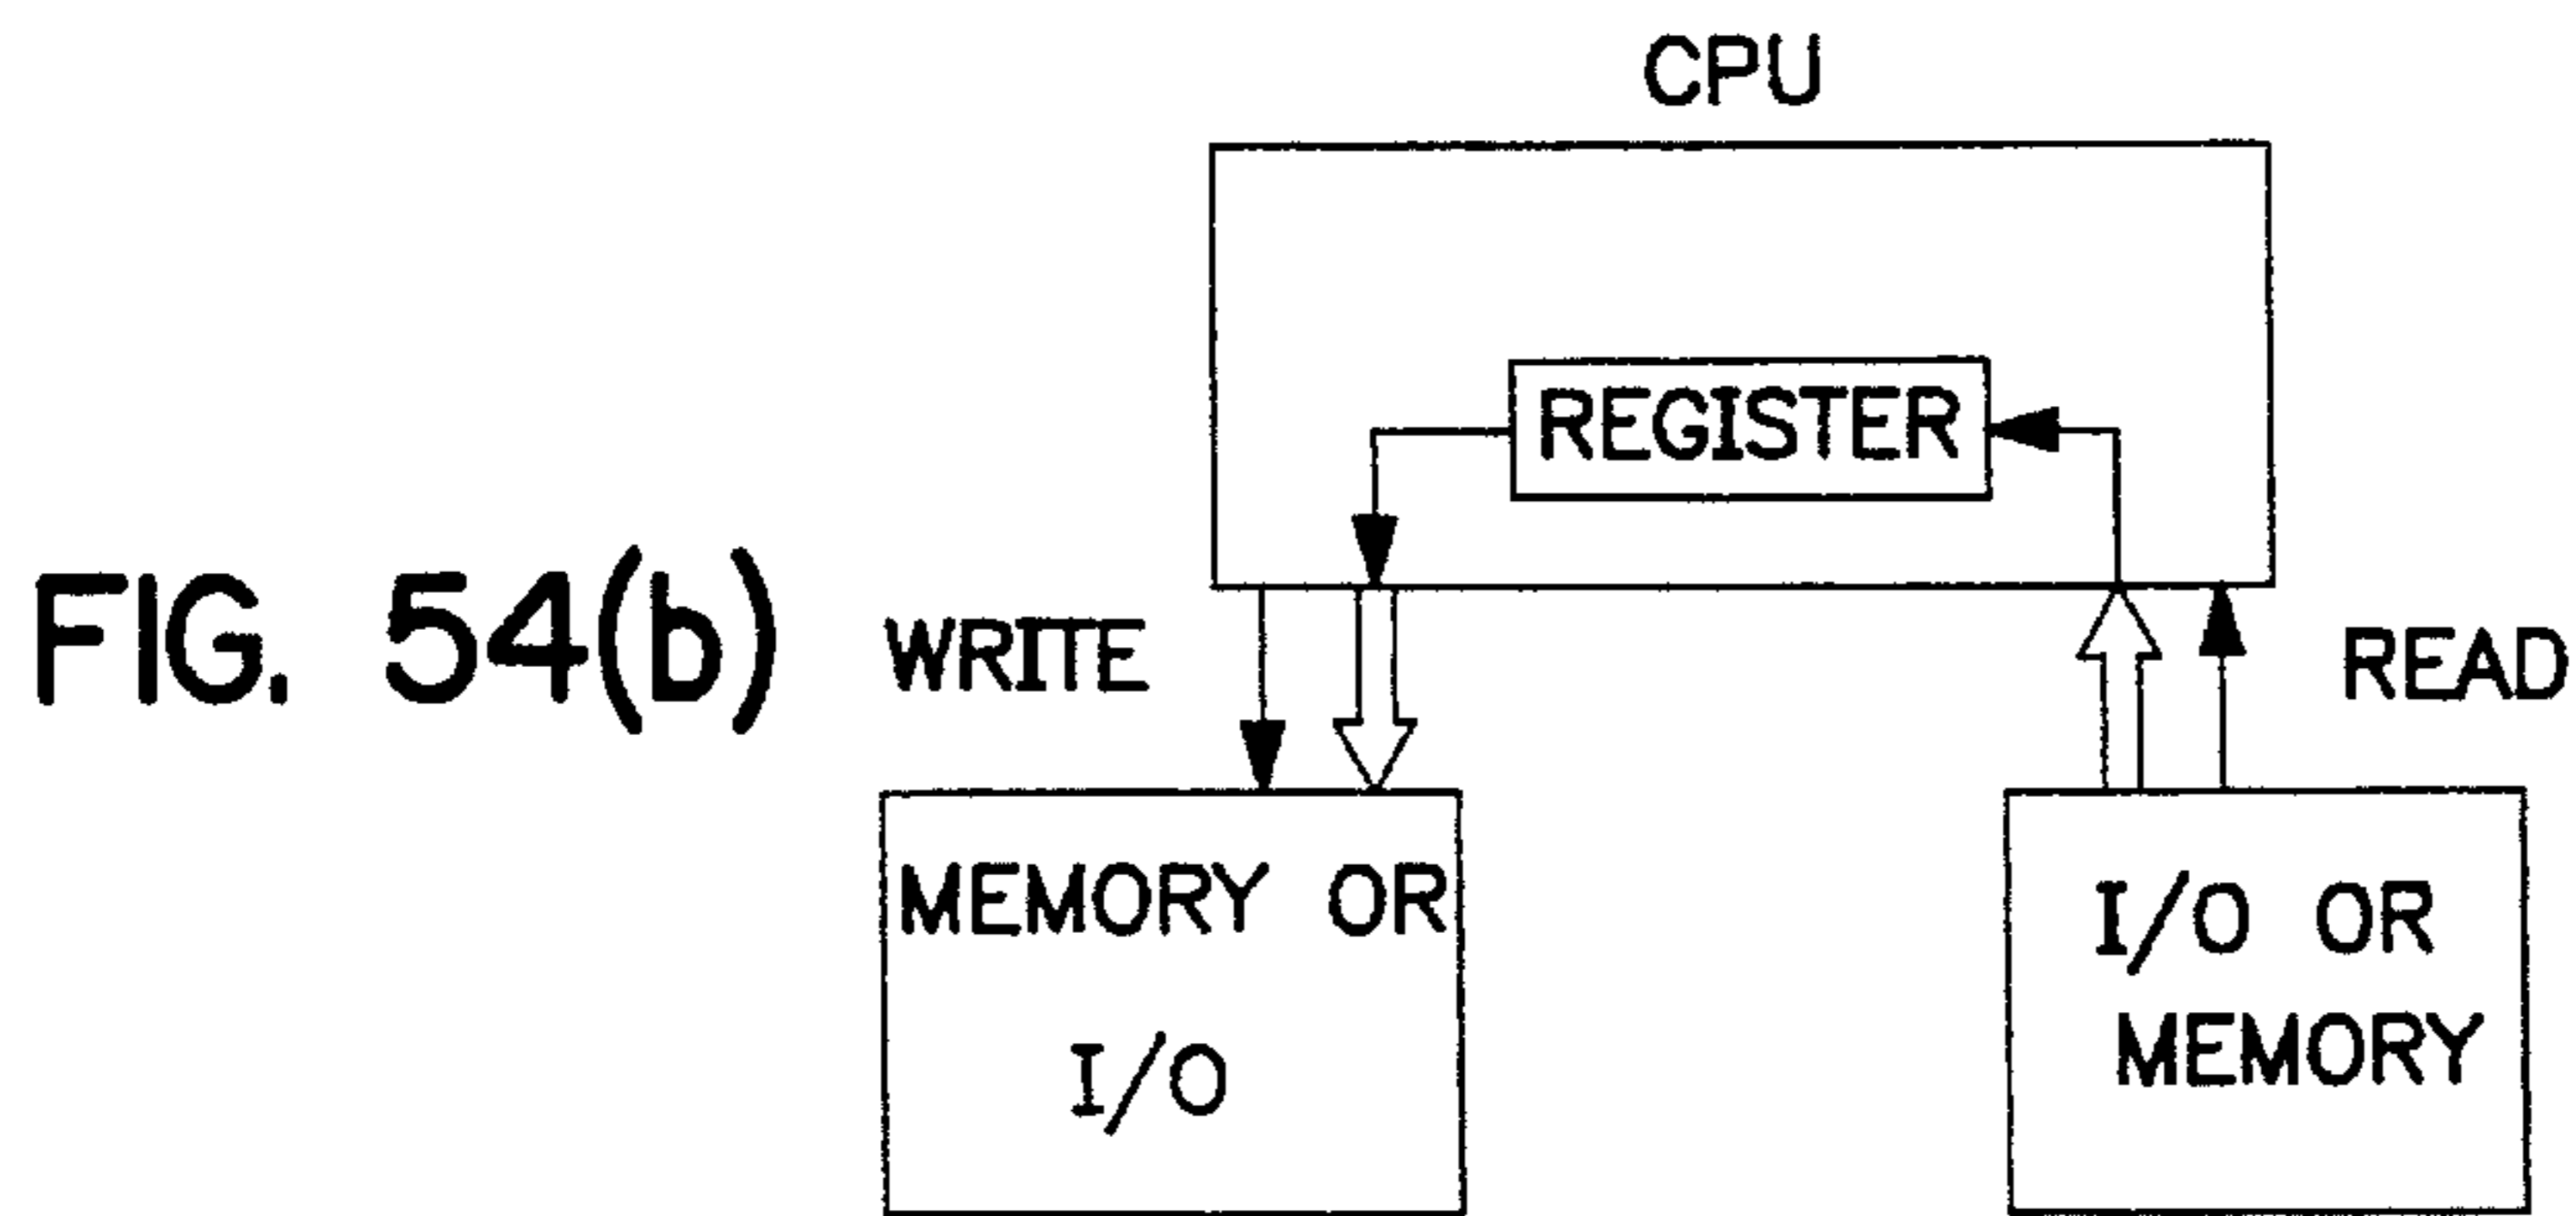 CPU
REGISTER
FIG. 54(b)
WRITE
READ
MEMORY OR
I/O
I/O OR
MEMORY